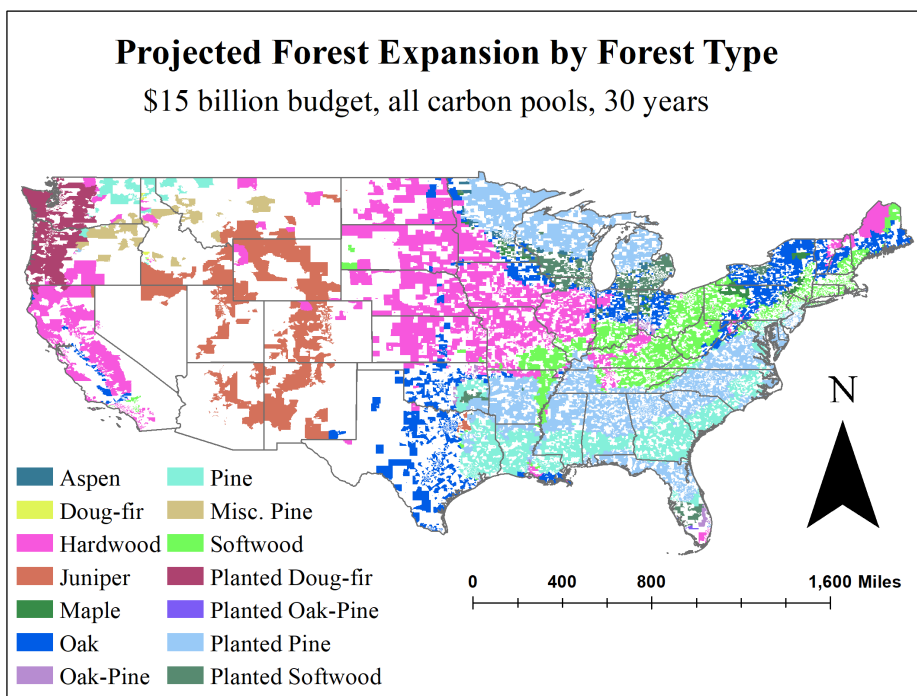 Projected Forest Expansion by Forest Type
$15 billion budget, all carbon pools, 30 years
N
Aspen
Doug-fir
Hardwood
Juniper
Maple
Oak
Oak-Pine
Pine
Misc. Pine
Softwood
Planted Doug-fir
Planted Oak-Pine
Planted Pine
Planted Softwood
0 400 800 1,600 Miles